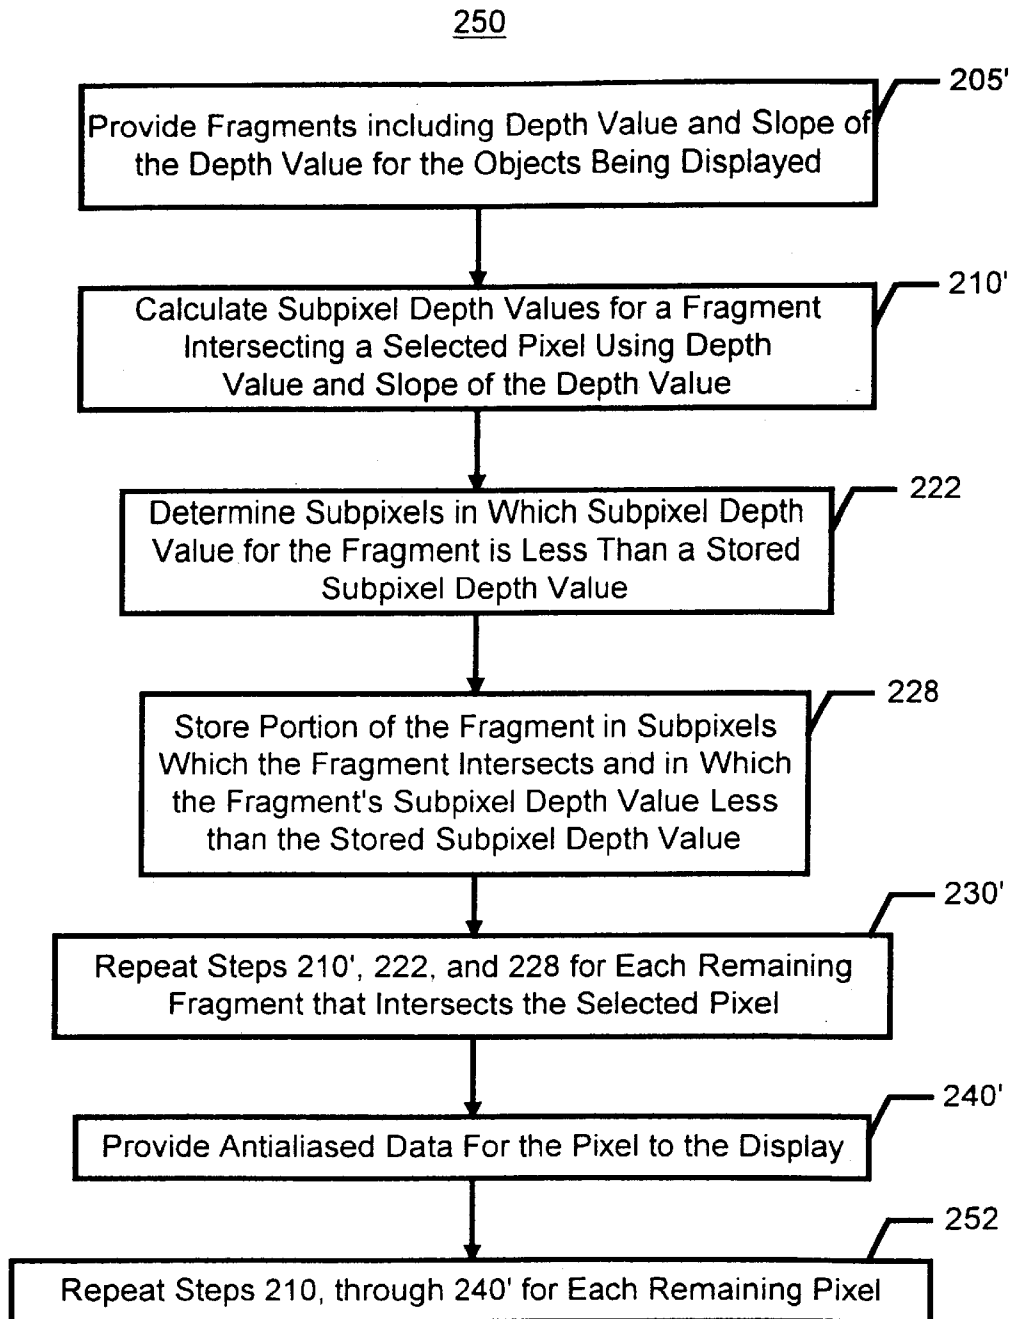 250
205'
Provide Fragments including Depth Value and Slope of
the Depth Value for the Objects Being Displayed
210'
Calculate Subpixel Depth Values for a Fragment
Intersecting a Selected Pixel Using Depth
Value and Slope of the Depth Value
222
Determine Subpixels in Which Subpixel Depth
Value for the Fragment is Less Than a Stored
Subpixel Depth Value
228
Store Portion of the Fragment in Subpixels
Which the Fragment Intersects and in Which
the Fragment's Subpixel Depth Value Less
than the Stored Subpixel Depth Value
230'
Repeat Steps 210', 222, and 228 for Each Remaining
Fragment that Intersects the Selected Pixel
240'
Provide Antialiased Data For the Pixel to the Display
252
Repeat Steps 210, through 240' for Each Remaining Pixel